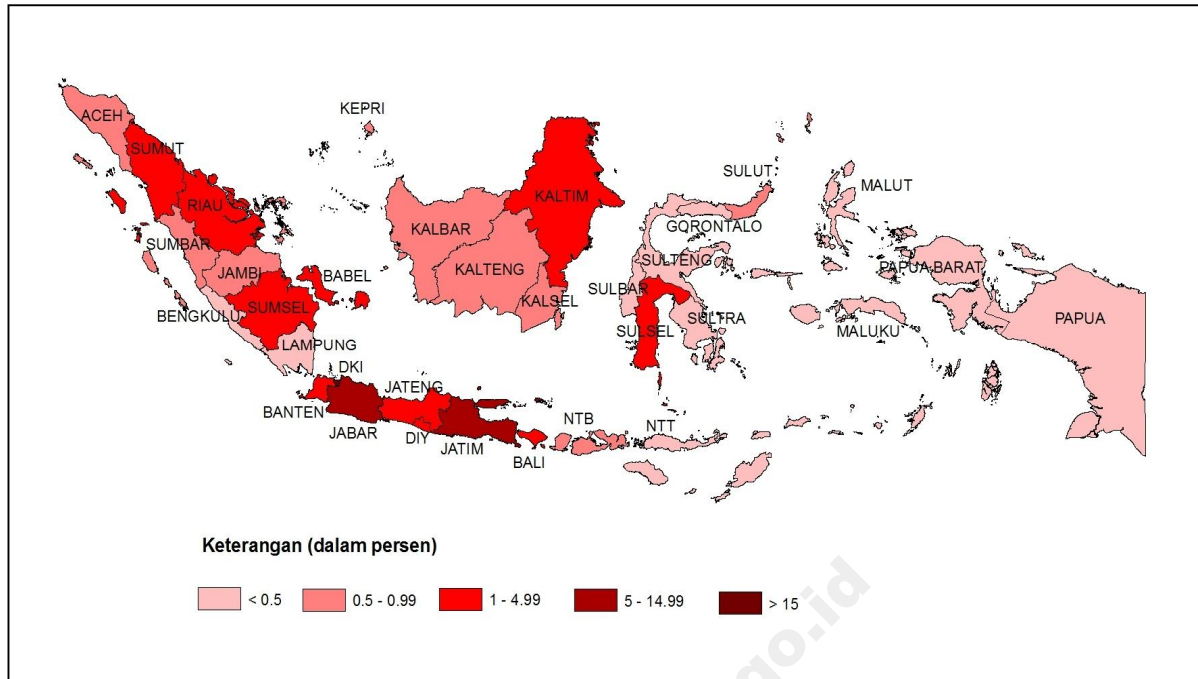 KEPRI
ACEH
SUMUT
SULUT
MALUT
RIAU
KALTIM
KALBAR
GORONTALO
SUMBAR
SULTENG
PAPUA BARAT
JAMBI
KALTENG
BABEL
SULBAR
KALSEL
SUMSEL
BENGKULU
SULTRA
PAPUA
SULSEL
MALUKU
LAMPUNG
DKI
JATENG
BANTEN
NTB
NTT
JABAR
DIY
JATIM
BALI
Keterangan (dalam persen)
< 0.5 0.5 - 0.99 1 - 4.99 5 - 14.99 > 15
go.id